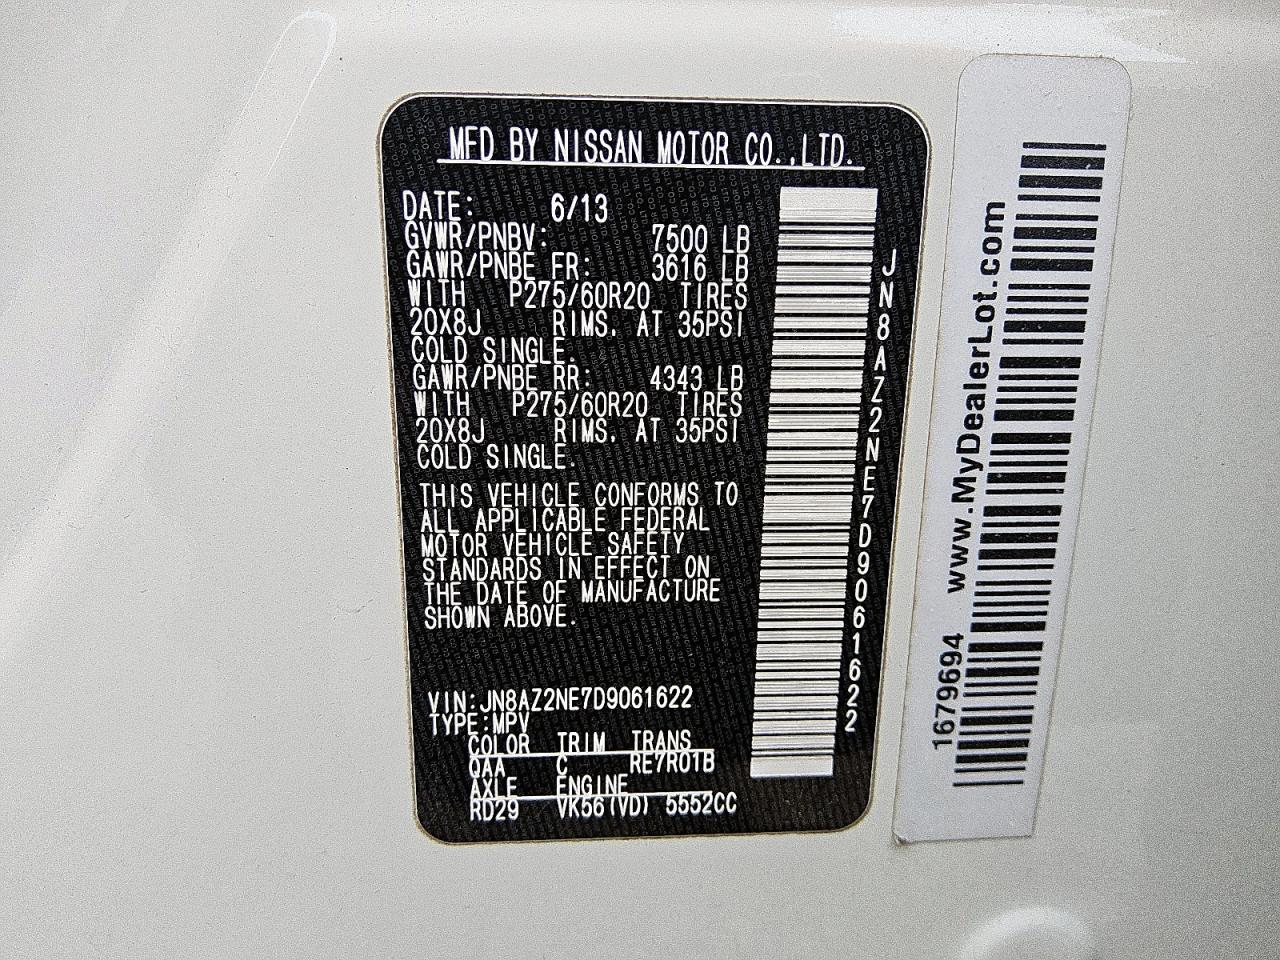 MFD BY NISSAN MOTOR CO.,LTD.
DATE: 6/13
GVWR/PNBV: 7500 LB
GAWR/PNBE FR: 3616 LB
WITH P275/60R20 TIRES
20X8J RIMS, AT 35PSI
COLD SINGLE.
GAWR/PNBE RR: 4343 LB
WITH P275/60R20 TIRES
20X8J RIMS, AT 35PSI
COLD SINGLE.
THIS VEHICLE CONFORMS TO
ALL APPLICABLE FEDERAL
MOTOR VEHICLE SAFETY
STANDARDS IN EFFECT ON
THE DATE OF MANUFACTURE
SHOWN ABOVE.
VIN:JN8AZ2NE7D9061622
TYPE:MPV
COLOR TRIM TRANS
QAA C RE7R01B
AXLE ENGINE
RD29 VK56(VD) 5552CC
JN8AZ2NE7D9061622
1679694 www.MyDealerLot.com